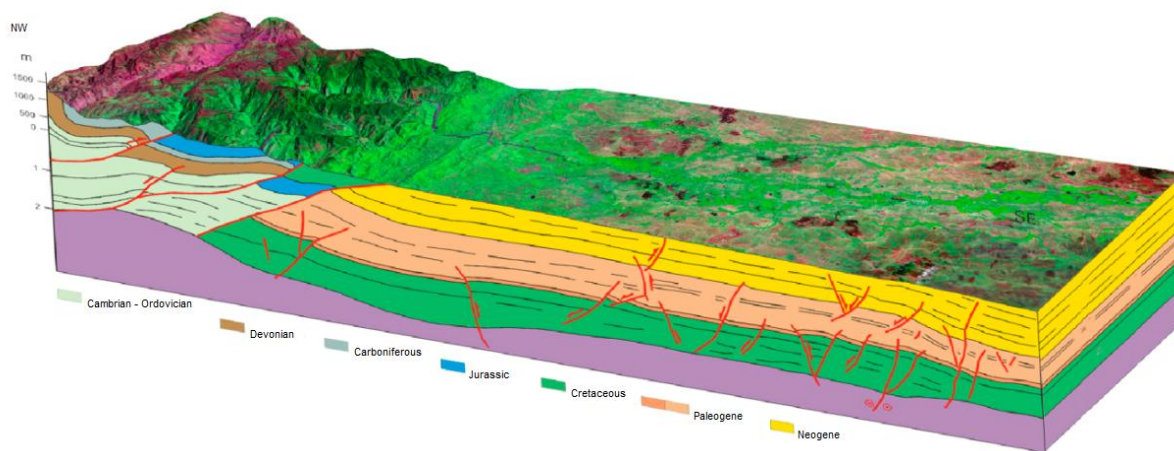 NW
m
1500
1000
500
0
1
2
SE
Cambrian - Ordovician
Devonian
Carboniferous
Jurassic
Cretaceous
Paleogene
Neogene